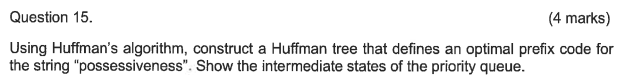 Question 15. (4 marks)
Using Huffman's algorithm, construct a Huffman tree that defines an optimal prefix code for
the string "possessiveness". Show the intermediate states of the priority queue.